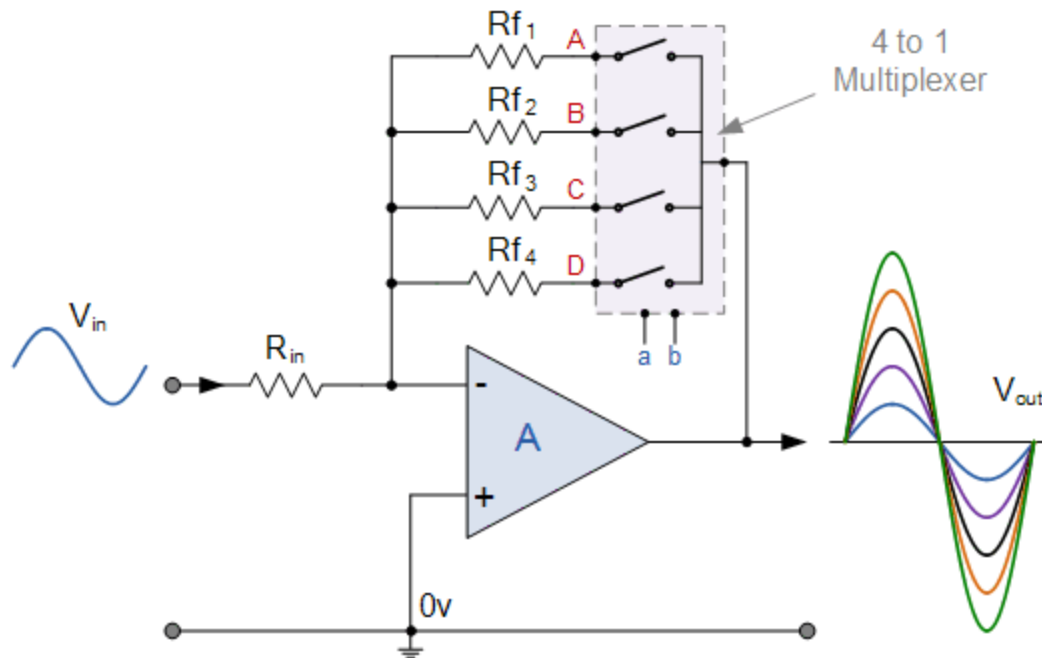 Rf1
A
4 to 1
Multiplexer
Rf2
B
Rf3
C
Rf4
D
Vin
Rin
a
b
-
A
+
Vout
0v